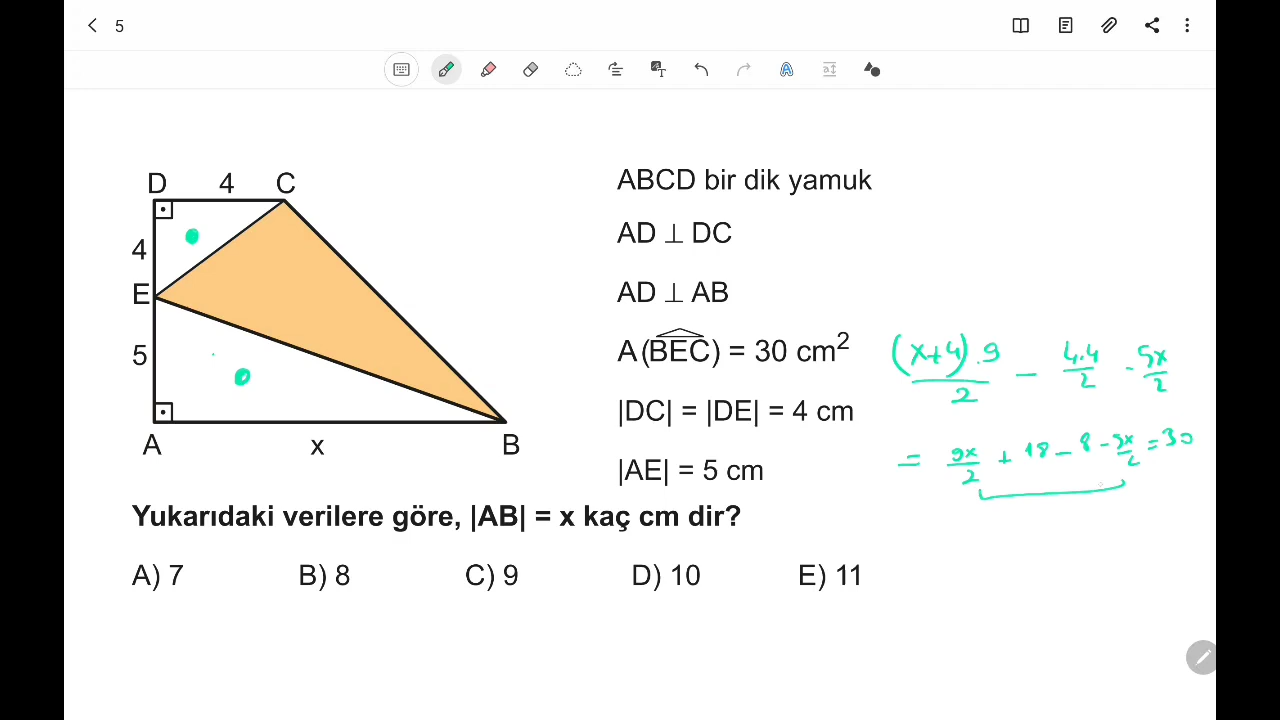 5
D 4 C
4
E
5
A x B
ABCD bir dik yamuk
AD ⊥ DC
AD ⊥ AB
A(BEC) = 30 cm²
|DC| = |DE| = 4 cm
|AE| = 5 cm
(x+4).9/2 - 4.4/2 - 5x/2
= 9x/2 + 18 - 8 - 5x/2 = 30
Yukarıdaki verilere göre, |AB| = x kaç cm dir?
A) 7 B) 8 C) 9 D) 10 E) 11